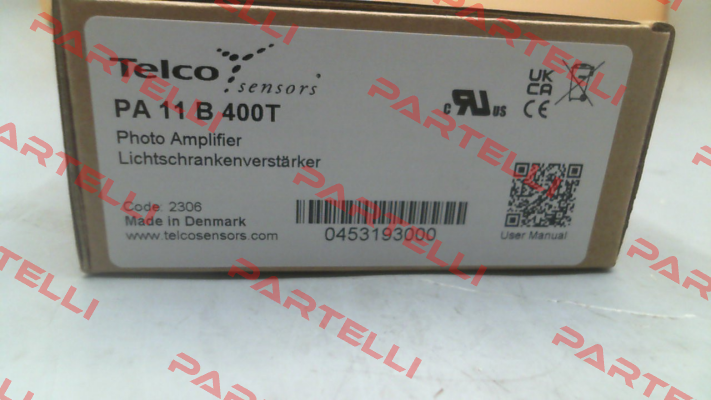 Telco
sensors
PA 11 B 400T
Photo Amplifier
Lichtschrankenverstärker
Code: 2306
Made in Denmark
www.telcosensors.com
0453193000
User Manual
c RU us
UK
CA
CE
PARTELLI
PARTELLI
PARTELLI
PARTELLI
PARTELLI
PARTELLI
PARTELLI
PARTELLI